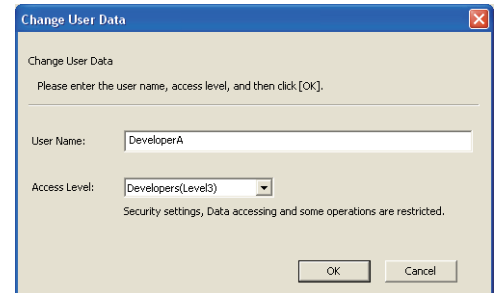 Change User Data
Change User Data
Please enter the user name, access level, and then click [OK].
User Name: DeveloperA
Access Level: Developers(Level3)
Security settings, Data accessing and some operations are restricted.
OK Cancel